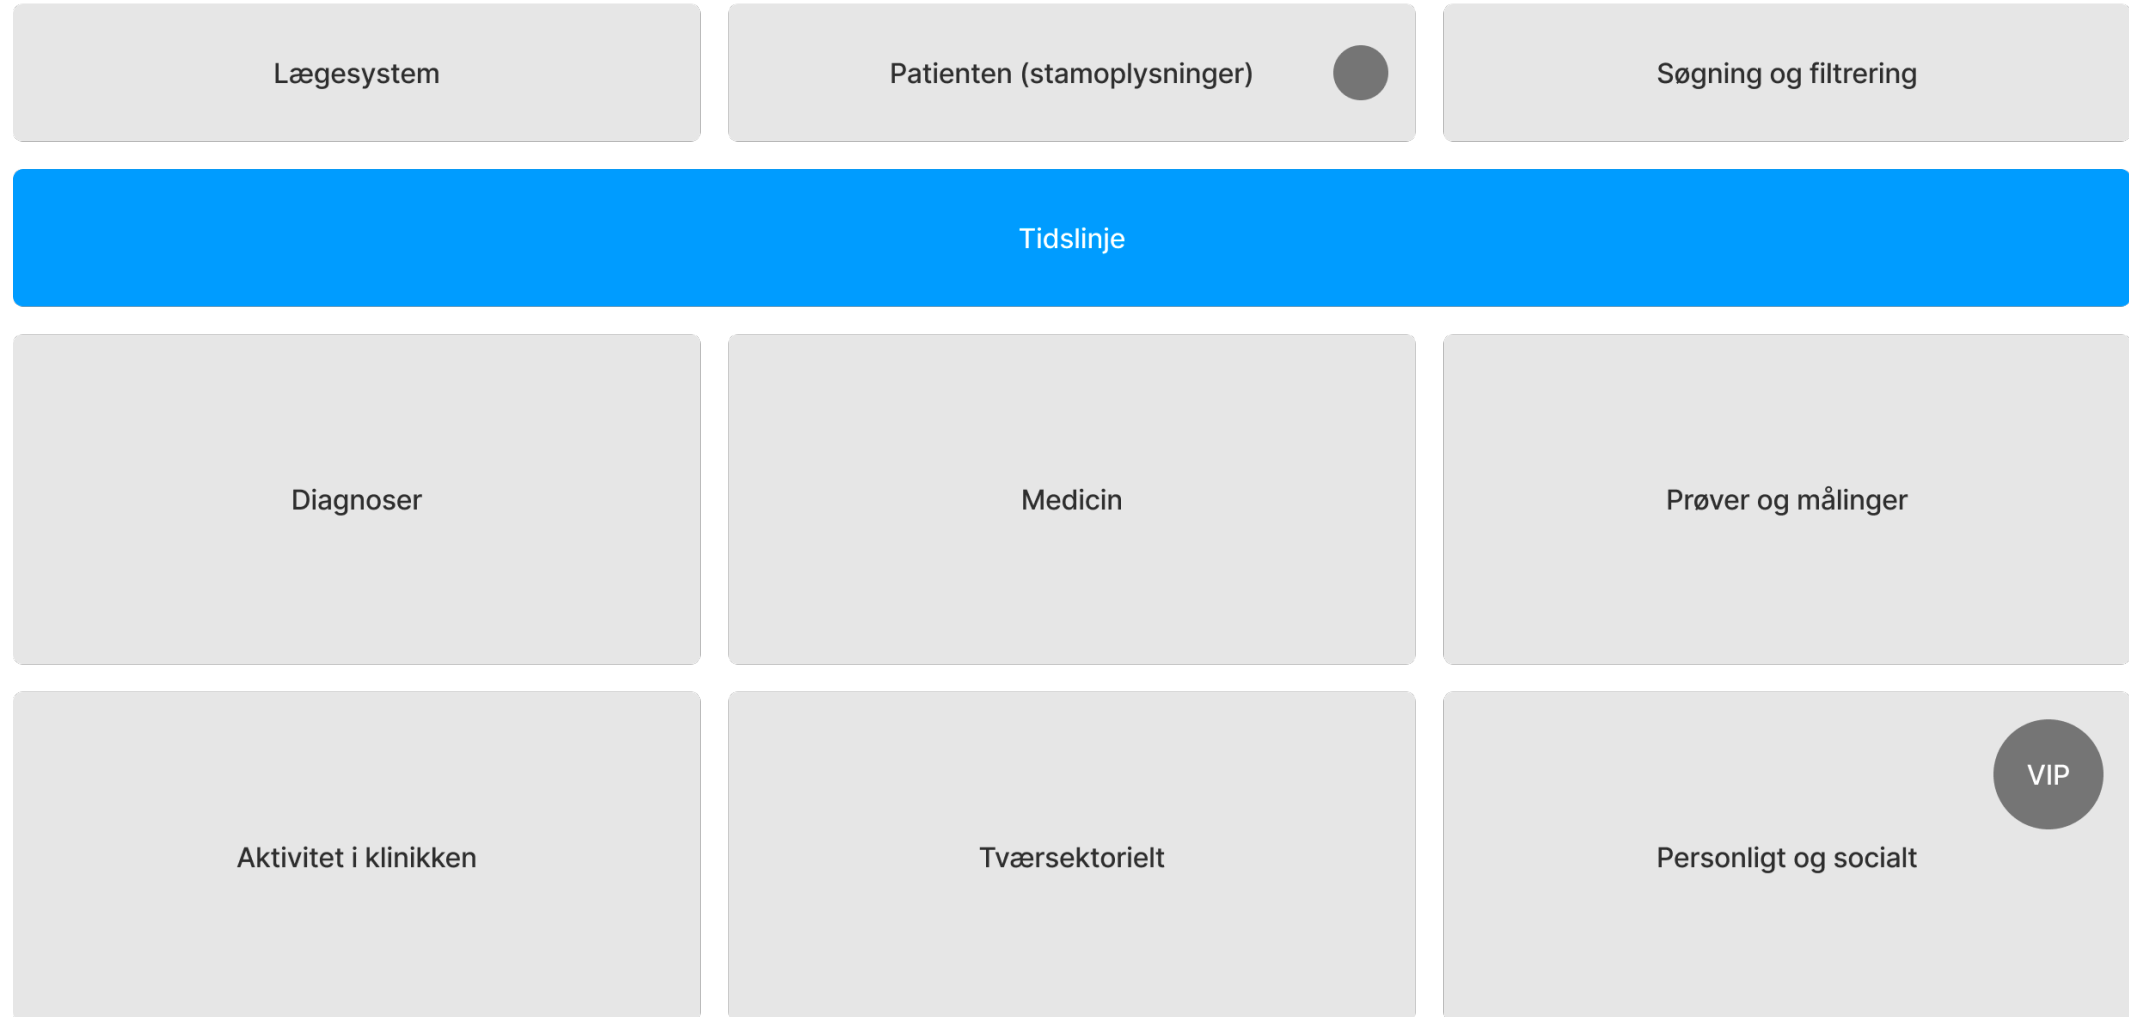 Lægesystem
Patienten (stamoplysninger)
Søgning og filtrering
Tidslinje
Diagnoser
Medicin
Prøver og målinger
Aktivitet i klinikken
Tværsektorielt
Personligt og socialt
VIP